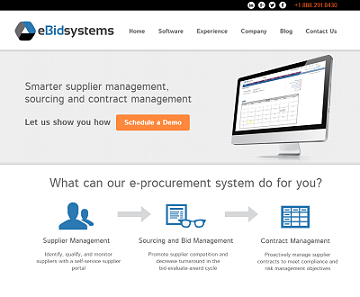 +1.888.291.8430
eBidsystems
Home Software Experience Company Blog Contact Us
Smarter supplier management,
sourcing and contract management
Let us show you how Schedule a Demo
What can our e-procurement system do for you?
Supplier Management Sourcing and Bid Management Contract Management
Identify, qualify, and monitor
suppliers with a self-service supplier
portal
Promote supplier competition and
decrease turnaround in the
bid-evaluate-award cycle
Proactively manage supplier
contracts to meet compliance and
risk management objectives